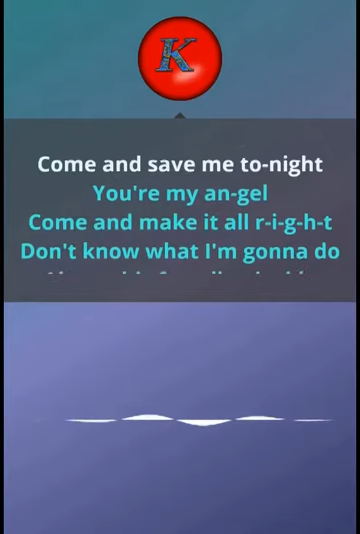 K
Come and save me to-night
You're my an-gel
Come and make it all r-i-g-h-t
Don't know what I'm gonna do